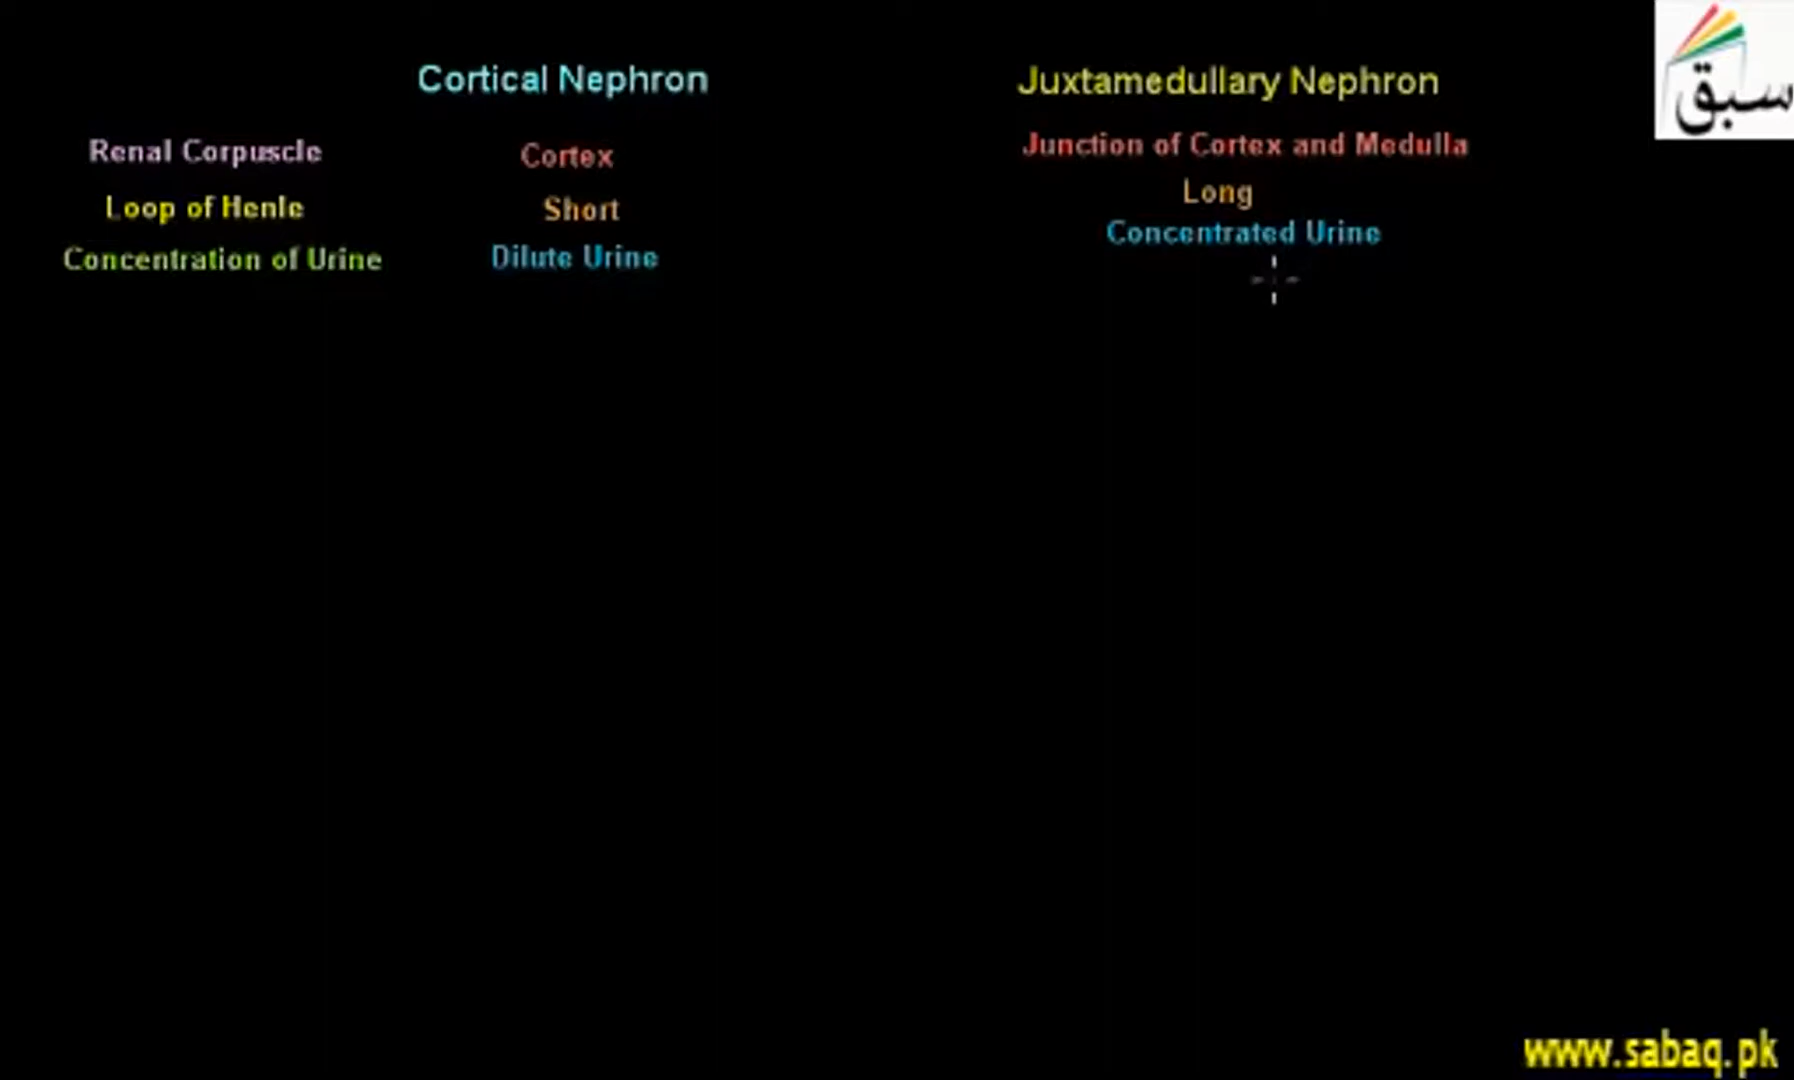 سبق
Cortical Nephron Juxtamedullary Nephron
Renal Corpuscle Cortex Junction of Cortex and Medulla
Loop of Henle Short Long
Concentration of Urine Dilute Urine Concentrated Urine
www.sabaq.pk